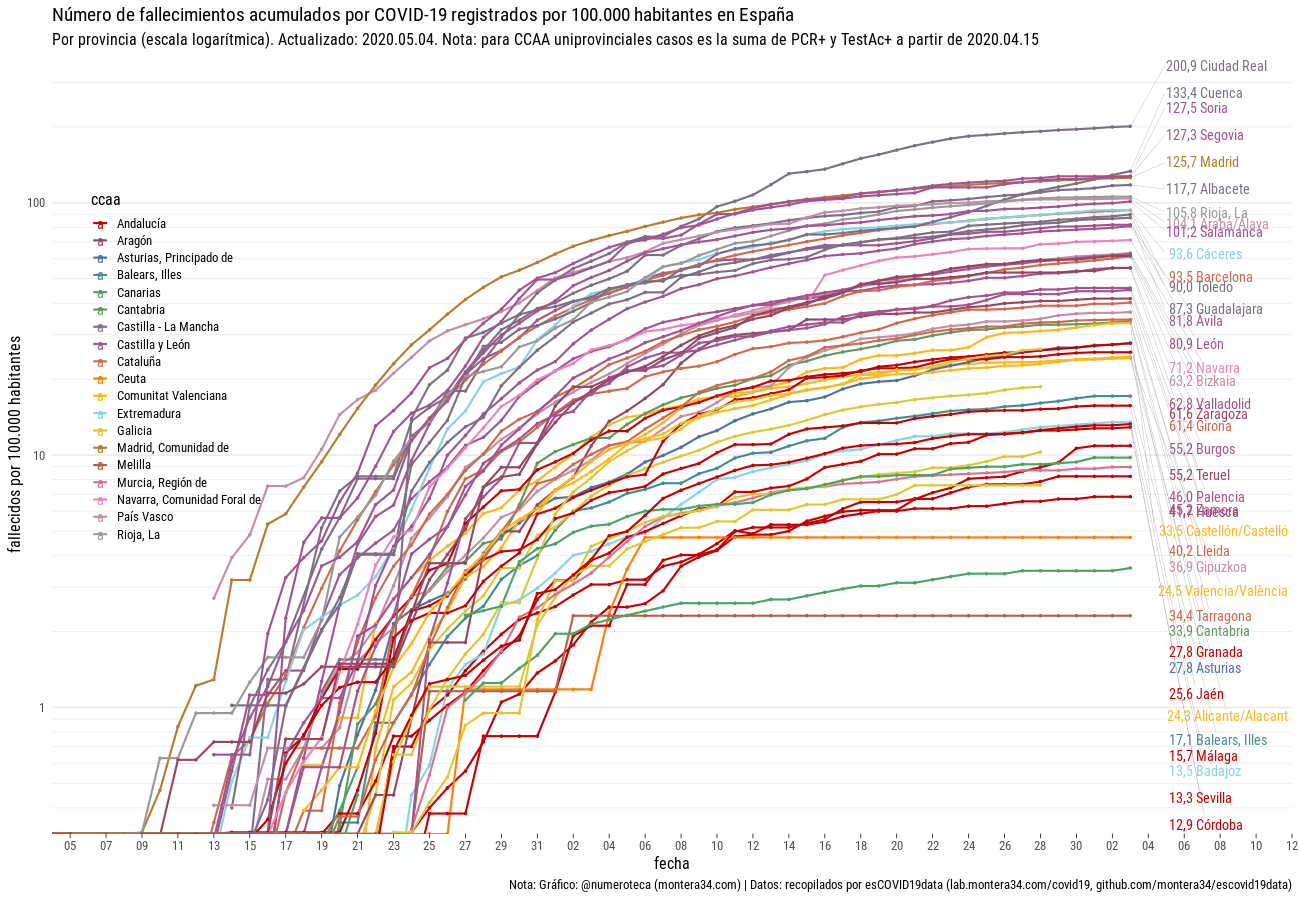 Número de fallecimientos acumulados por COVID-19 registrados por 100.000 habitantes en España
Por provincia (escala logarítmica). Actualizado: 2020.05.04. Nota: para CCAA uniprovinciales casos es la suma de PCR+ y TestAc+ a partir de 2020.04.15
fallecidos por 100.000 habitantes
100
10
1
ccaa
Andalucía
Aragón
Asturias, Principado de
Balears, Illes
Canarias
Cantabria
Castilla - La Mancha
Castilla y León
Cataluña
Ceuta
Comunitat Valenciana
Extremadura
Galicia
Madrid, Comunidad de
Melilla
Murcia, Región de
Navarra, Comunidad Foral de
País Vasco
Rioja, La
200,9 Ciudad Real
133,4 Cuenca
127,5 Soria
127,3 Segovia
125,7 Madrid
117,7 Albacete
105,8 Rioja, La
104,1 Araba/Álava
101,2 Salamanca
93,6 Cáceres
93,5 Barcelona
90,0 Toledo
87,3 Guadalajara
81,8 Ávila
80,9 León
71,2 Navarra
63,2 Bizkaia
62,8 Valladolid
61,6 Zaragoza
61,4 Girona
55,2 Burgos
55,2 Teruel
46,0 Palencia
45,2 Zamora
Huesca
33,5 Castellón/Castelló
40,2 Lleida
36,9 Gipuzkoa
24,5 Valencia/València
34,4 Tarragona
33,9 Cantabria
27,8 Granada
27,8 Asturias
25,6 Jaén
24,3 Alicante/Alacant
17,1 Balears, Illes
15,7 Málaga
13,5 Badajoz
13,3 Sevilla
12,9 Córdoba
05 07 09 11 13 15 17 19 21 23 25 27 29 31 02 04 06 08 10 12 14 16 18 20 22 24 26 28 30 02 04 06 08 10 12
fecha
Nota: Gráfico: @numeroteca (montera34.com) | Datos: recopilados por esCOVID19data (lab.montera34.com/covid19, github.com/montera34/escovid19data)